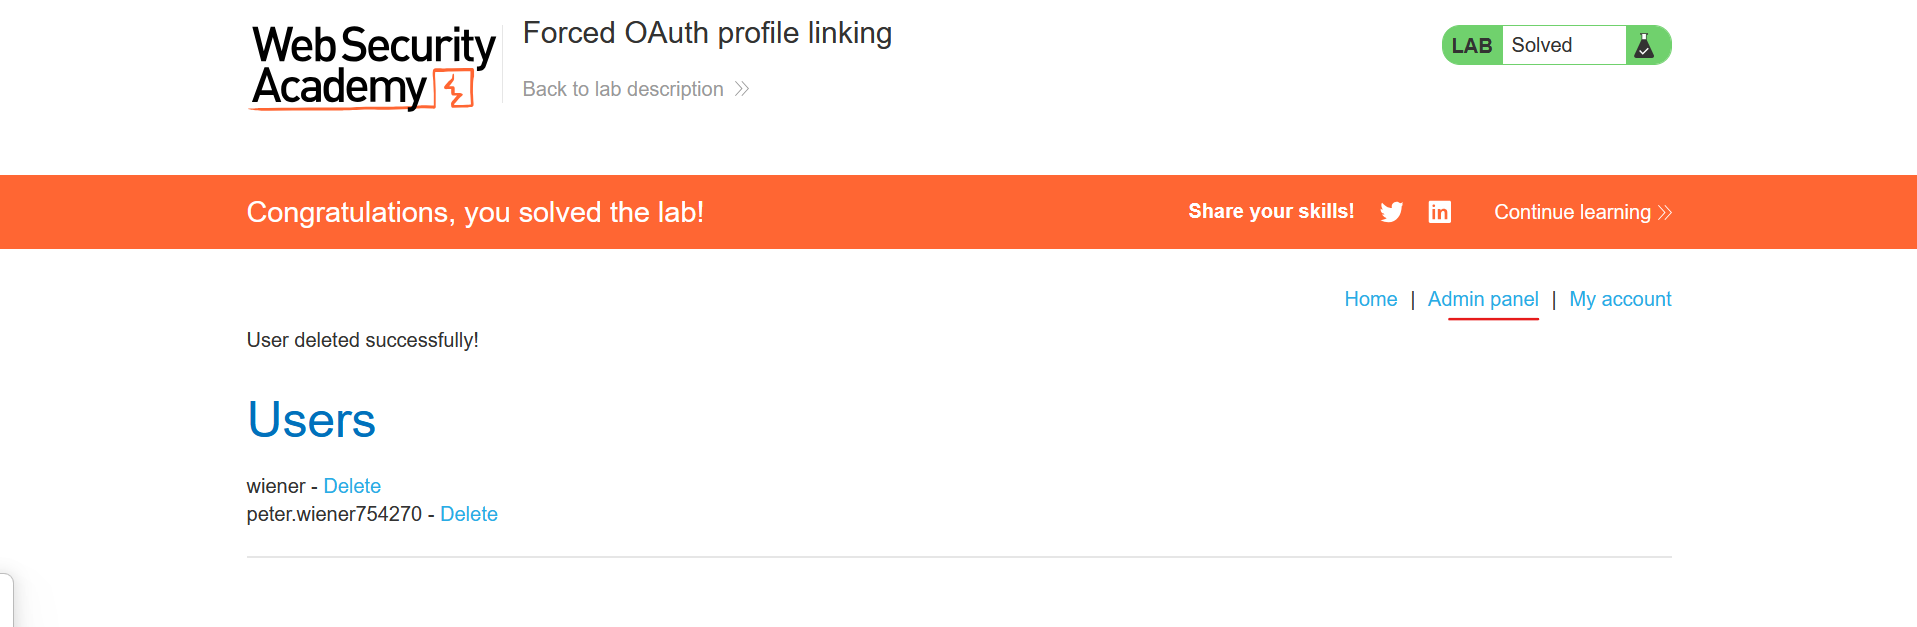 Web Security
Academy
Forced OAuth profile linking
Back to lab description
LAB Solved
Congratulations, you solved the lab!
Share your skills!
in
Continue learning
Home | Admin panel | My account
User deleted successfully!
Users
wiener - Delete
peter.wiener754270 - Delete